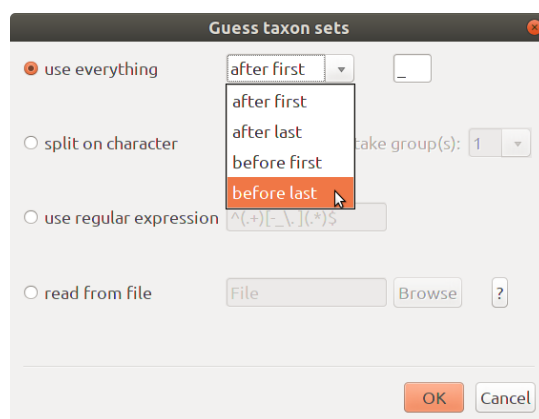 Guess taxon sets
use everything
after first
_
after first
after last
before first
before last
split on character
take group(s):
1
use regular expression
^(.+)[-_\. ](.*)$
read from file
File
Browse
?
OK
Cancel